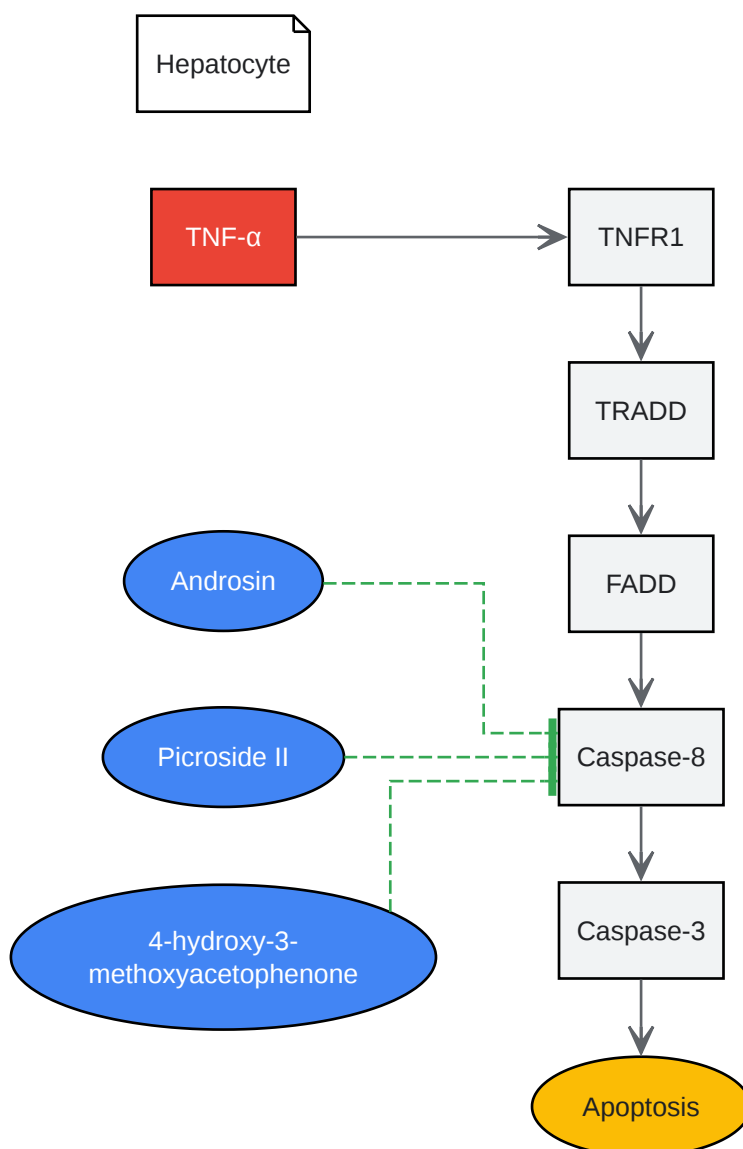 Hepatocyte
TNF-α
TNFR1
TRADD
Androsin
FADD
Picroside II
Caspase-8
4-hydroxy-3-
methoxyacetophenone
Caspase-3
Apoptosis